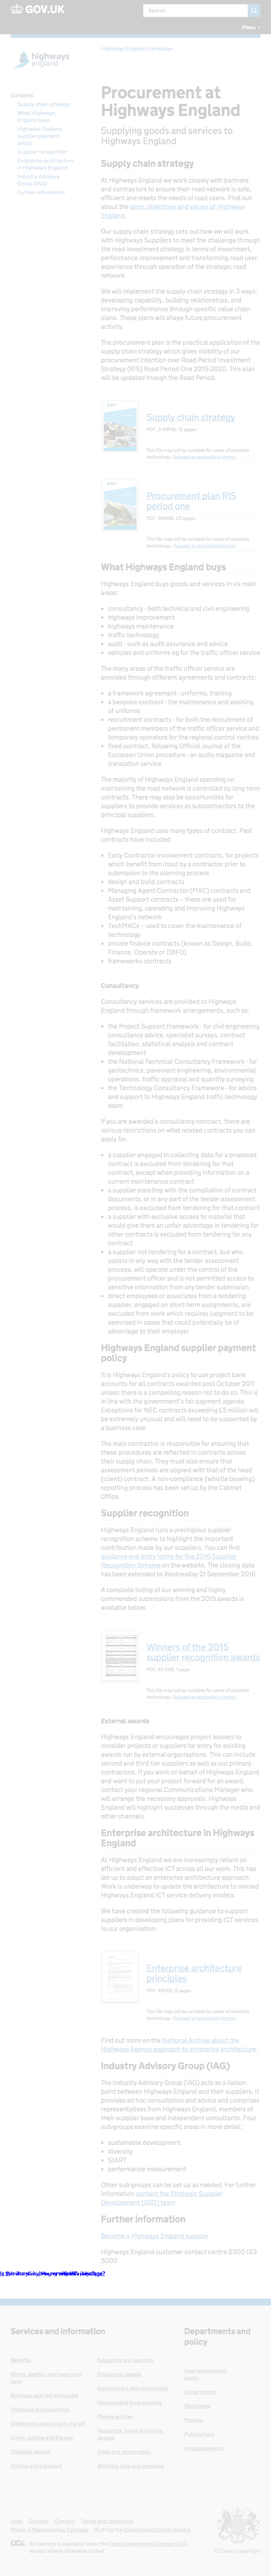 GOV.UK
Search
Menu
highways
england
Highways England homepage
Contents
– Supply chain strategy
– What Highways
England buys
– Highways England
supplier payment
policy
– Supplier recognition
– Enterprise architecture
in Highways England
– Industry Advisory
Group (IAG)
– Further information
Procurement at
Highways England
Supplying goods and services to
Highways England
Supply chain strategy
At Highways England we work closely with partners
and contractors to ensure their road network is safe,
efficient and fit for the needs of its users. Find out
about the aims, objectives and values of Highways
England.
Our supply chain strategy sets out how we will work
with Highways Suppliers to meet the challenge through
the road investment strategy in terms of investment,
performance improvement and transforming road user
experience through operation of the strategic road
network.
We will implement the supply chain strategy in 3 ways:
developing capability, building relationships, and
improving performance through specific value chain
plans. These plans will also steer future procurement
activity.
The procurement plan is the practical application of the
supply chain strategy which gives visibility of our
procurement intention over the period Road
Investment Strategy (RIS) Road Period One 2015-2020. This plan
will be updated through the Road Period.
Supply chain strategy
This file may not be suitable for users of assistive
technology. Request an accessible format.
Procurement plan RIS
period one
This file may not be suitable for users of assistive
technology. Request an accessible format.
What Highways England buys
Highways England buys goods and services in six main
areas:
• consultancy - both technical and civil engineering
• highways Improvement
• highways maintenance
• traffic technology
• audit - such as audit assurance and advice
• vehicles and uniforms eg for the traffic officer service
The many areas of the traffic officer service are
provided through different agreements and contracts:
• a framework agreement - uniforms, training
• a bespoke contract - the maintenance and washing
of uniforms
• recruitment contracts - for both the recruitment of
permanent members of the traffic officer service and
temporary operators for the regional control centres
• fixed contract, following Official Journal of the
European Union procedure - an audio magazine and
translation service
The majority of Highways England spending on
maintaining the road network is controlled by long term
contracts. There may also be opportunities for
suppliers to provide services as subcontractors to the
principal suppliers.
Highways England uses many types of contract. Past
contracts have included:
• Early Contractor Involvement contracts, for projects
which benefit from input by a contractor prior to
submission to the planning process
• design and build contracts
• Managing Agent Contractor (MAC) contracts and
Asset Support contracts – these are used for
maintaining, operating and improving Highways
England's network
• TechMACs – used to cover the maintenance of
technology
• private finance contracts (known as Design, Build,
Finance, Operate or DBFO)
• frameworks contracts
Consultancy
Consultancy services are provided to Highways
England through framework arrangements, such as:
• the Project Support Framework - for civil engineering
consultancy advice, specialist surveys, contract
facilitation, statistical analysis and contract
development
• the National Technical Consultancy Framework - for
geotechnics, pavement engineering, environmental
operations, traffic appraisal and quantity surveying
• the Technology Consultancy Framework - for advice
and support to Highways England traffic technology
team
If you are awarded a consultancy contract, there are
various restrictions on what related contracts you can
apply for.
• a supplier engaged in collecting data for a proposed
contract is excluded from tendering for that
contract, except when providing information on a
current maintenance contract
• a supplier assisting with the compilation of contract
documents, or in any part of the tender assessment
process, is excluded from tendering for that contract
• a supplier with exclusive access to material that
would give them an unfair advantage in other
contracts is excluded from tendering for that
contract
• a supplier not tendering for a contract, but who
assists in any way with the tender assessment
process, will operate under the control of the
procurement officer and is not permitted access to
sensitive information from any tender submission
• direct employees or associates from a tendering
supplier, engaged on short-term assignments, are
excluded from work which related to commercial
tenders for which the supplier is competing, or be of
advantage to their employer
Highways England supplier payment
policy
It is Highways England's policy to use project bank
accounts for all contracts awarded post October 2011
unless there is a compelling reason not to do so. This is
in line with the government's fair payment agenda.
Exceptions for NEC contracts exceeding £5 million will
be extremely unusual and will need to be supported by
a business case.
The main contractor is responsible for ensuring that
these procedures are reflected in contracts across
their supply chain. They must also ensure that
assessment periods are aligned with that of the head
(client) contract. A non-compliance (whistle blowing)
reporting process has been set up by the Cabinet
Office.
Supplier recognition
Highways England runs a prestigious supplier
recognition scheme to highlight the important
contribution made by our suppliers. You can find
guidance and entry forms for the 2016 Supplier
Recognition Scheme on the website. The closing date
has been extended to Wednesday 21 September 2016.
A complete listing of our winning and highly
commended submissions from the 2015 awards is
available below.
Winners of the 2015
supplier recognition awards
This file may not be suitable for users of assistive
technology. Request an accessible format.
External awards
Highways England encourages project leaders to
promote suppliers for entry for existing for example
awards not run by external organisations. This can
include second and third tier suppliers as well as our
primary contractors. If you lead work on behalf of Highways England,
contact your regional Communications Manager who will
arrange the necessary approvals. Highways
England will highlight successes through the media and
other channels.
Enterprise architecture in Highways
England
At Highways England we are increasingly reliant on
efficient and effective ICT across our work. This has led
us to adopt an enterprise architecture approach.
Work is underway to update the architecture to revised
Highways England ICT service delivery models.
We have created the following guidance to support
suppliers in developing plans for providing ICT services
to our organisation.
Enterprise architecture
principles
This file may not be suitable for users of assistive
technology. Request an accessible format.
Find out more on the National Archive about the
Highways Agency approach to enterprise architecture.
Industry Advisory Group (IAG)
The Industry Advisory Group (IAG) acts as a liaison
point between Highways England and their suppliers. It
also provides advice on industry led topics and comprises
representatives from Highways England, members of
their supplier base and independent consultants. The
sub-groups examine specific areas in more detail:
• sustainable development
• diversity
• StART
• performance measurement
Other sub-groups can be set up as needed. For further
information contact the Strategic Supplier
Development (SSD) team
Further information
Become a Highways England supplier
Highways England customer contact centre 0300 123
5000
Services and information
Benefits
Births, deaths, marriages and
care
Business and self-employed
Childcare and parenting
Citizenship and living in the UK
Crime, justice and the law
Disabled people
Driving and transport
Education and learning
Employing people
Environment and countryside
Housing and local services
Money and tax
Passports, travel and living
abroad
Visas and immigration
Working, jobs and pensions
Departments and
policy
How government
works
Departments
Worldwide
Policies
Publications
Announcements
Help Cookies Contact Terms and conditions
Rhestr o Wasanaethau Cymraeg Built by the Government Digital Service
OGL All content is available under the Open Government Licence v3.0,
except where otherwise stated
© Crown copyright